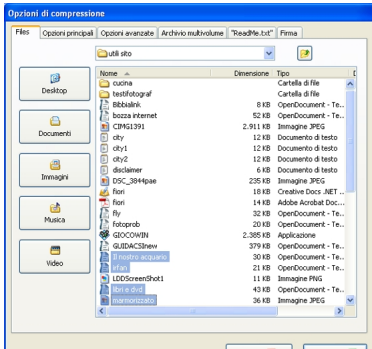 Opzioni di compressione
Files Opzioni principali Opzioni avanzate Archivio multivolume "ReadMe.txt" Firma
utili sito
Desktop
Documenti
Immagini
Musica
Video
Nome Dimensione Tipo
cucina Cartella di file
testifotograf Cartella di file
Bibbialink 8 KB OpenDocument - Te...
bozza internet 52 KB OpenDocument - Te...
CIMG1391 2.911 KB Immagine JPEG
city 12 KB Documento di testo
city1 12 KB Documento di testo
city2 12 KB Documento di testo
disclaimer 6 KB Documento di testo
DSC_3844pae 235 KB Immagine JPEG
fiori 18 KB Creative Docs .NET ...
fiori 14 KB Adobe Acrobat Doc...
fly 32 KB OpenDocument - Te...
fotoprob 20 KB OpenDocument - Te...
GIOCOWIN 2.385 KB Applicazione
GUIDACSInew 379 KB OpenDocument - Te...
Il nostro acquario 30 KB OpenDocument - Te...
21 KB OpenDocument - Te...
LDDScreenShot1 11 KB Immagine PNG
libri e dvd 43 KB OpenDocument - Te...
marmorizzato 36 KB Immagine JPEG